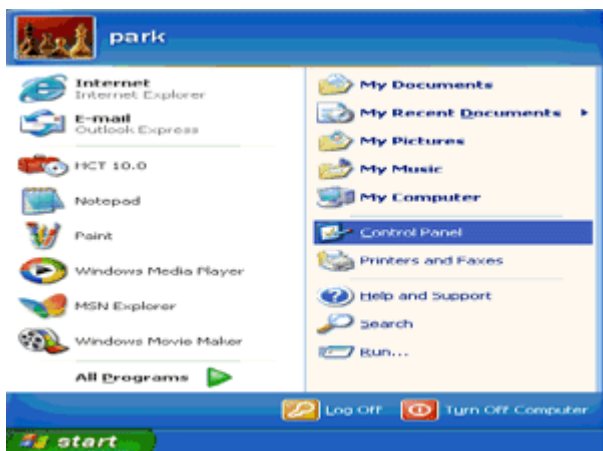 park
Internet
Internet Explorer
E-mail
Outlook Express
HCT 10.0
Notepad
Paint
Windows Media Player
MSN Explorer
Windows Movie Maker
All Programs
My Documents
My Recent Documents
My Pictures
My Music
My Computer
Control Panel
Printers and Faxes
Help and Support
Search
Run...
Log Off
Turn Off Computer
start